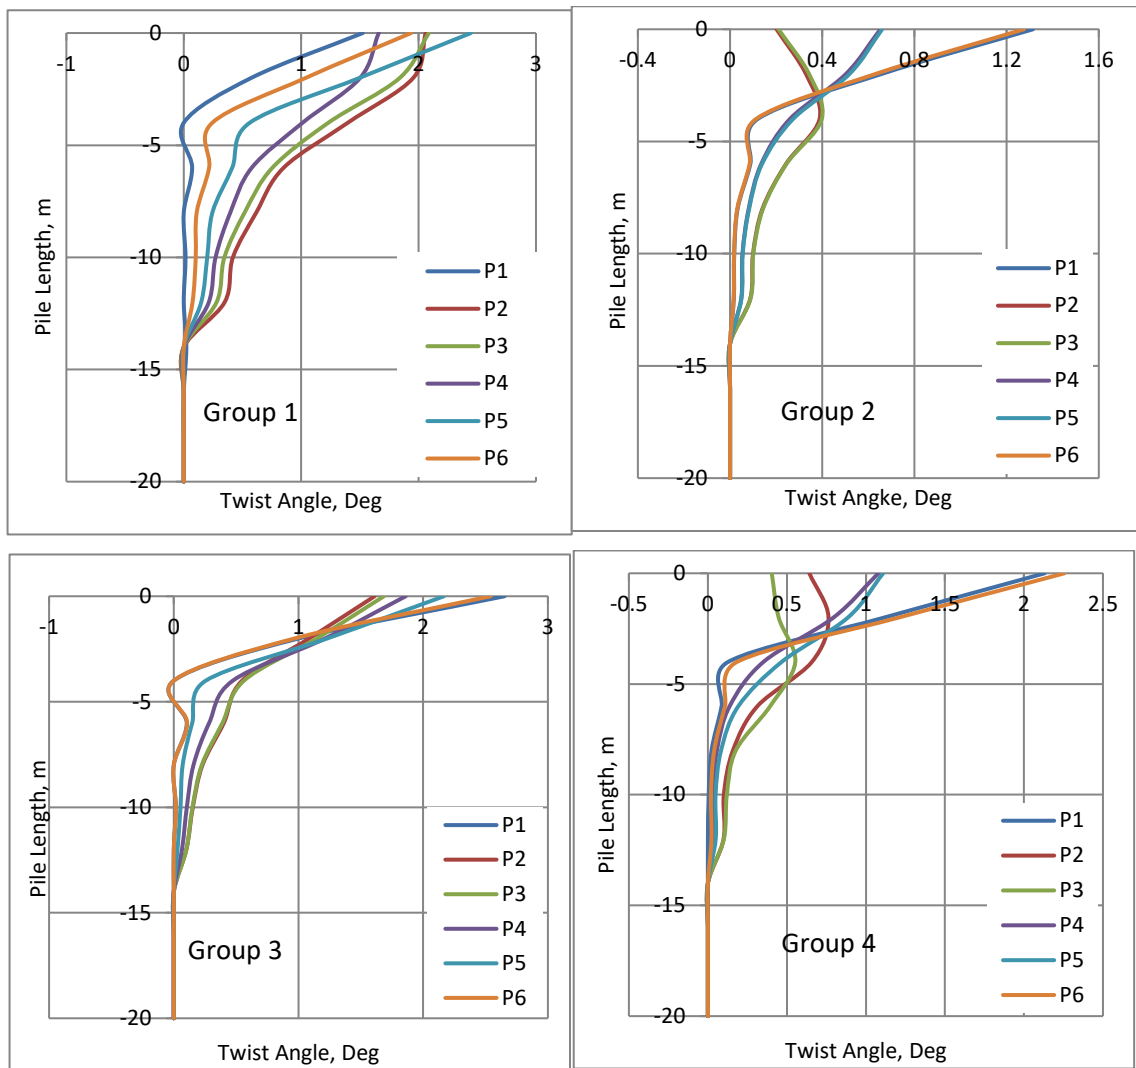 -1 0 1 2 3
0
-5
-10
-15
-20
Pile Length, m
P1
P2
P3
P4
P5
P6
Group 1
Twist Angle, Deg
-0.4 0 0.4 0.8 1.2 1.6
0
-5
-10
-15
-20
Pile Length, m
P1
P2
P3
P4
P5
P6
Group 2
Twist Angke, Deg
-1 0 1 2 3
0
-5
-10
-15
-20
Pile Length, m
P1
P2
P3
P4
P5
P6
Group 3
Twist Angle, Deg
-0.5 0 0.5 1 1.5 2 2.5
0
-5
-10
-15
-20
Pile Length, m
P1
P2
P3
P4
P5
P6
Group 4
Twist Angle, Deg